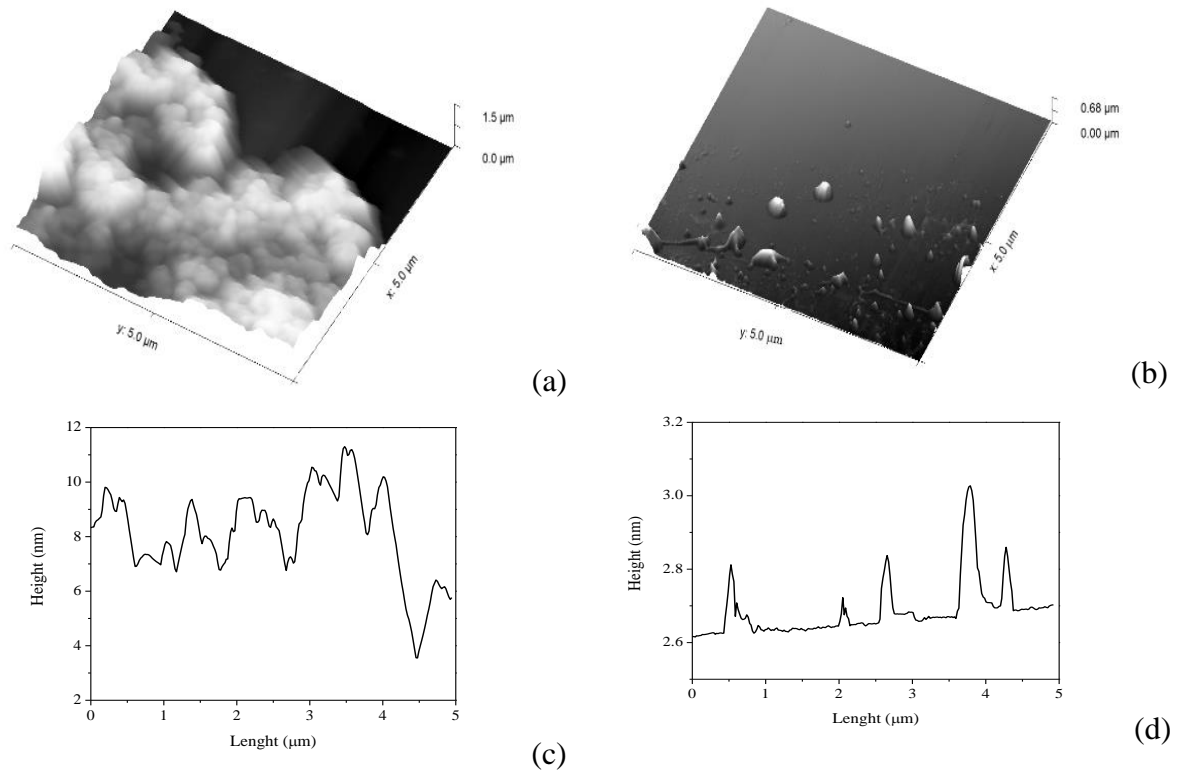 1.5 μm
0.0 μm
x: 5.0 μm
y: 5.0 μm
(a)
0.68 μm
0.00 μm
x: 5.0 μm
y: 5.0 μm
(b)
12
10
8
6
4
2
Height (nm)
0 1 2 3 4 5
Lenght (μm)
(c)
3.2
3.0
2.8
2.6
Height (nm)
0 1 2 3 4 5
Lenght (μm)
(d)